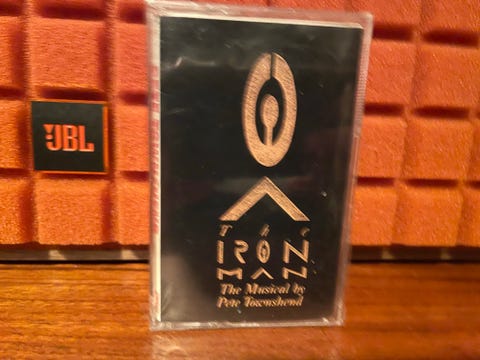 JBL
THE
IRON
MAN
The Musical by
Pete Townshend